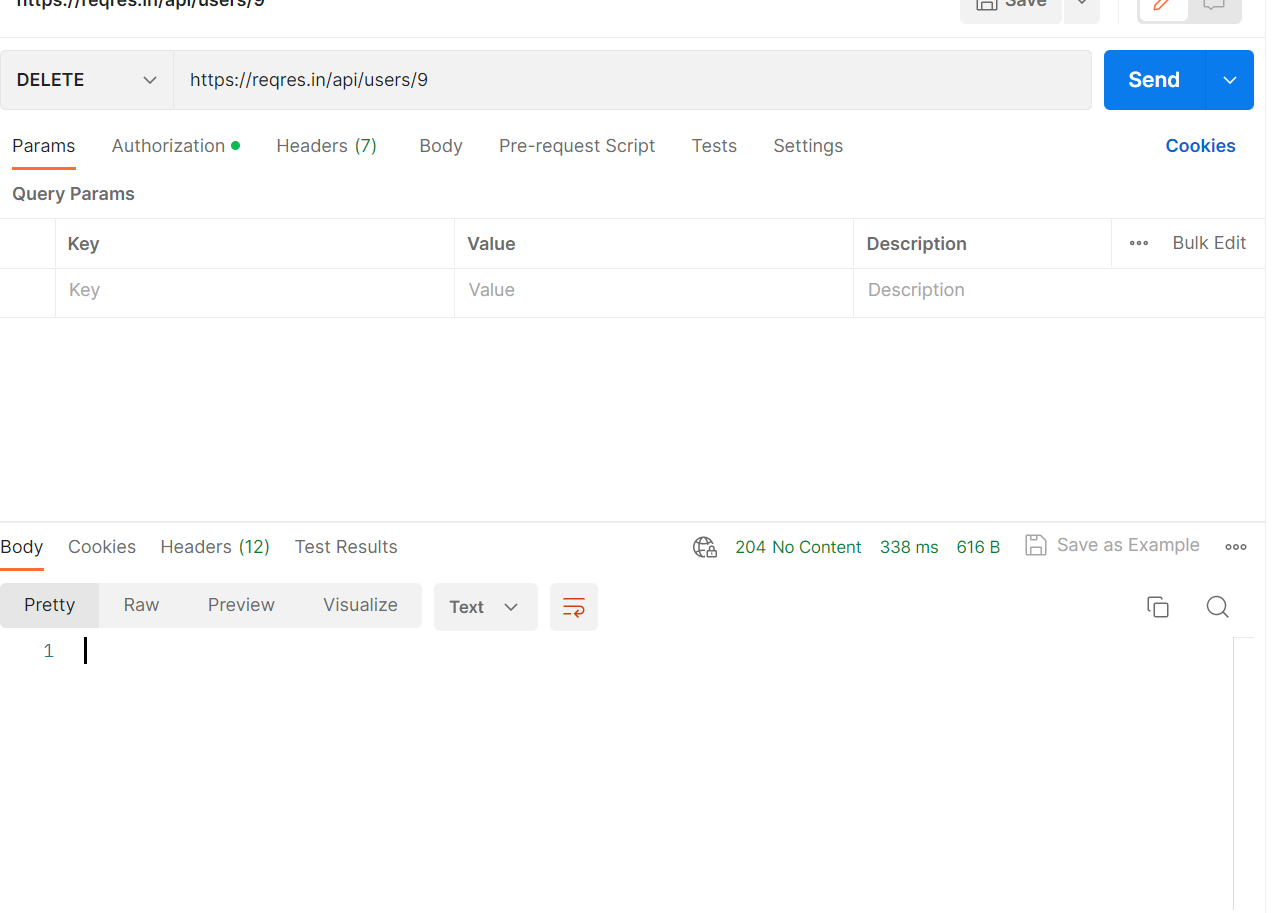 https://reqres.in/api/users/9 Save
DELETE https://reqres.in/api/users/9 Send
Params Authorization Headers (7) Body Pre-request Script Tests Settings Cookies
Query Params
Key Value Description Bulk Edit
Key Value Description
Body Cookies Headers (12) Test Results 204 No Content 338 ms 616 B Save as Example
Pretty Raw Preview Visualize Text
1